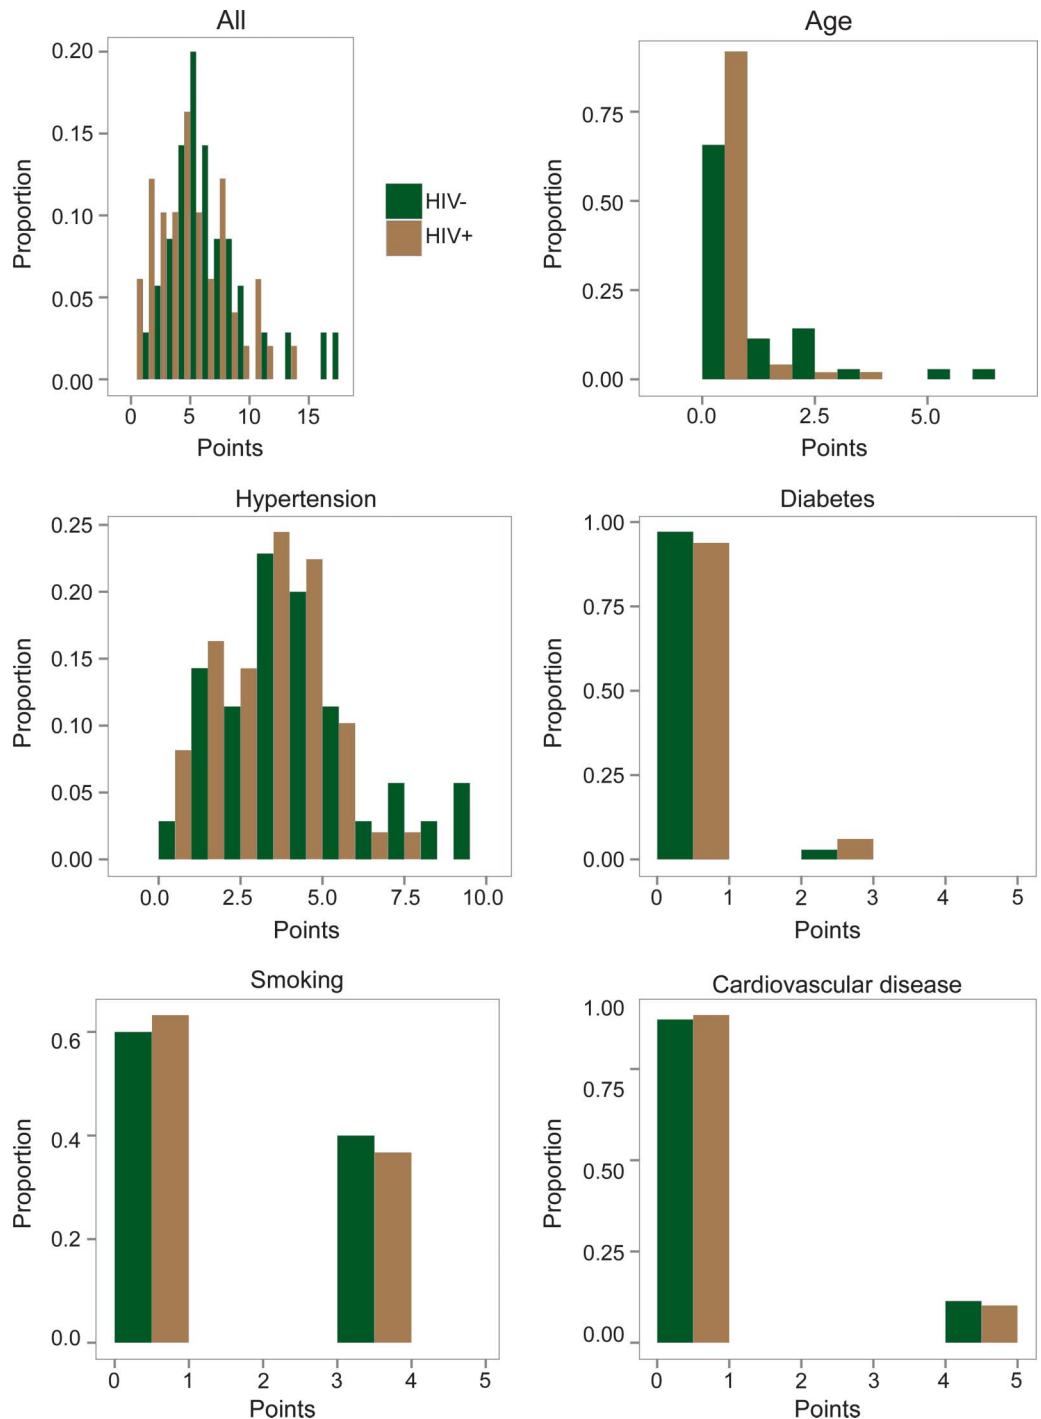 All
Proportion
0.20
0.15
0.10
0.05
0.00
0 5 10 15
Points
HIV-
HIV+
Age
Proportion
0.75
0.50
0.25
0.00
0.0 2.5 5.0
Points
Hypertension
Proportion
0.25
0.20
0.15
0.10
0.05
0.00
0.0 2.5 5.0 7.5 10.0
Points
Diabetes
Proportion
1.00
0.75
0.50
0.25
0.00
0 1 2 3 4 5
Points
Smoking
Proportion
0.6
0.4
0.2
0.0
0 1 2 3 4 5
Points
Cardiovascular disease
Proportion
1.00
0.75
0.50
0.25
0.00
0 1 2 3 4 5
Points